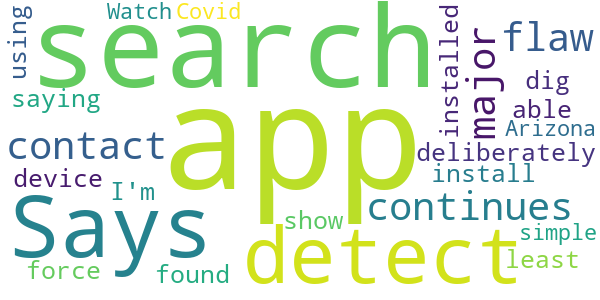 using
Watch
Covid
search
installed
major
flaw
saying
app
dig
able
Arizona
contact
deliberately
device
I'm
install
Says
continues
show
detect
simple
force
found
least